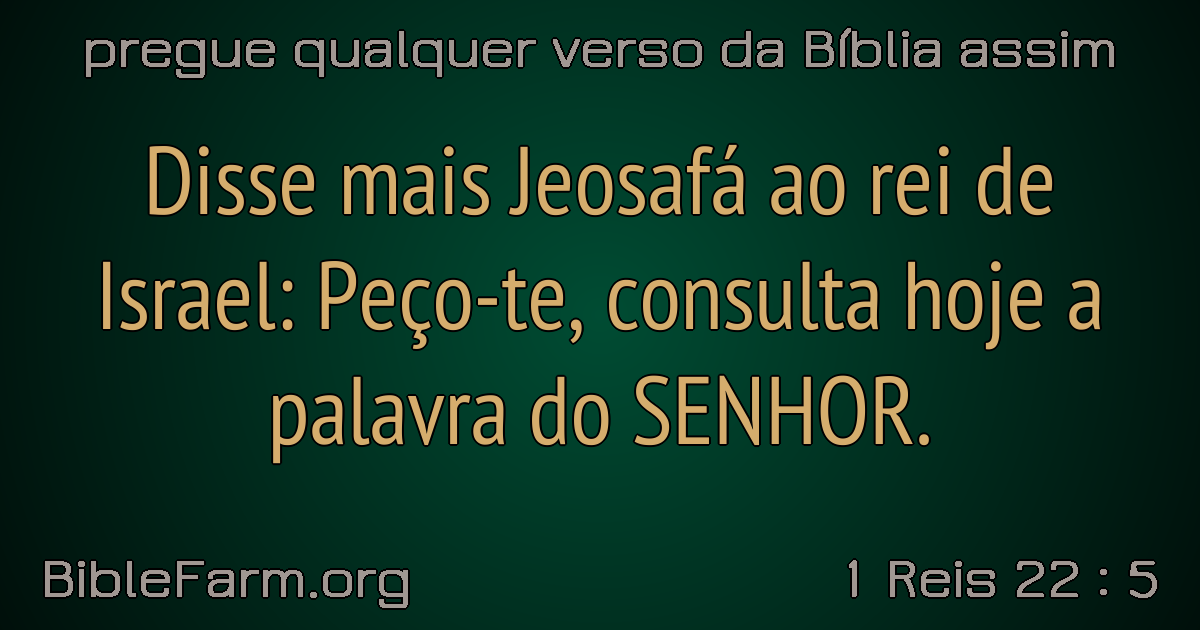 pregue qualquer verso da Bíblia assim
Disse mais Jeosafá ao rei de
Israel: Peço-te, consulta hoje a
palavra do SENHOR.
BibleFarm.org
1 Reis 22 : 5